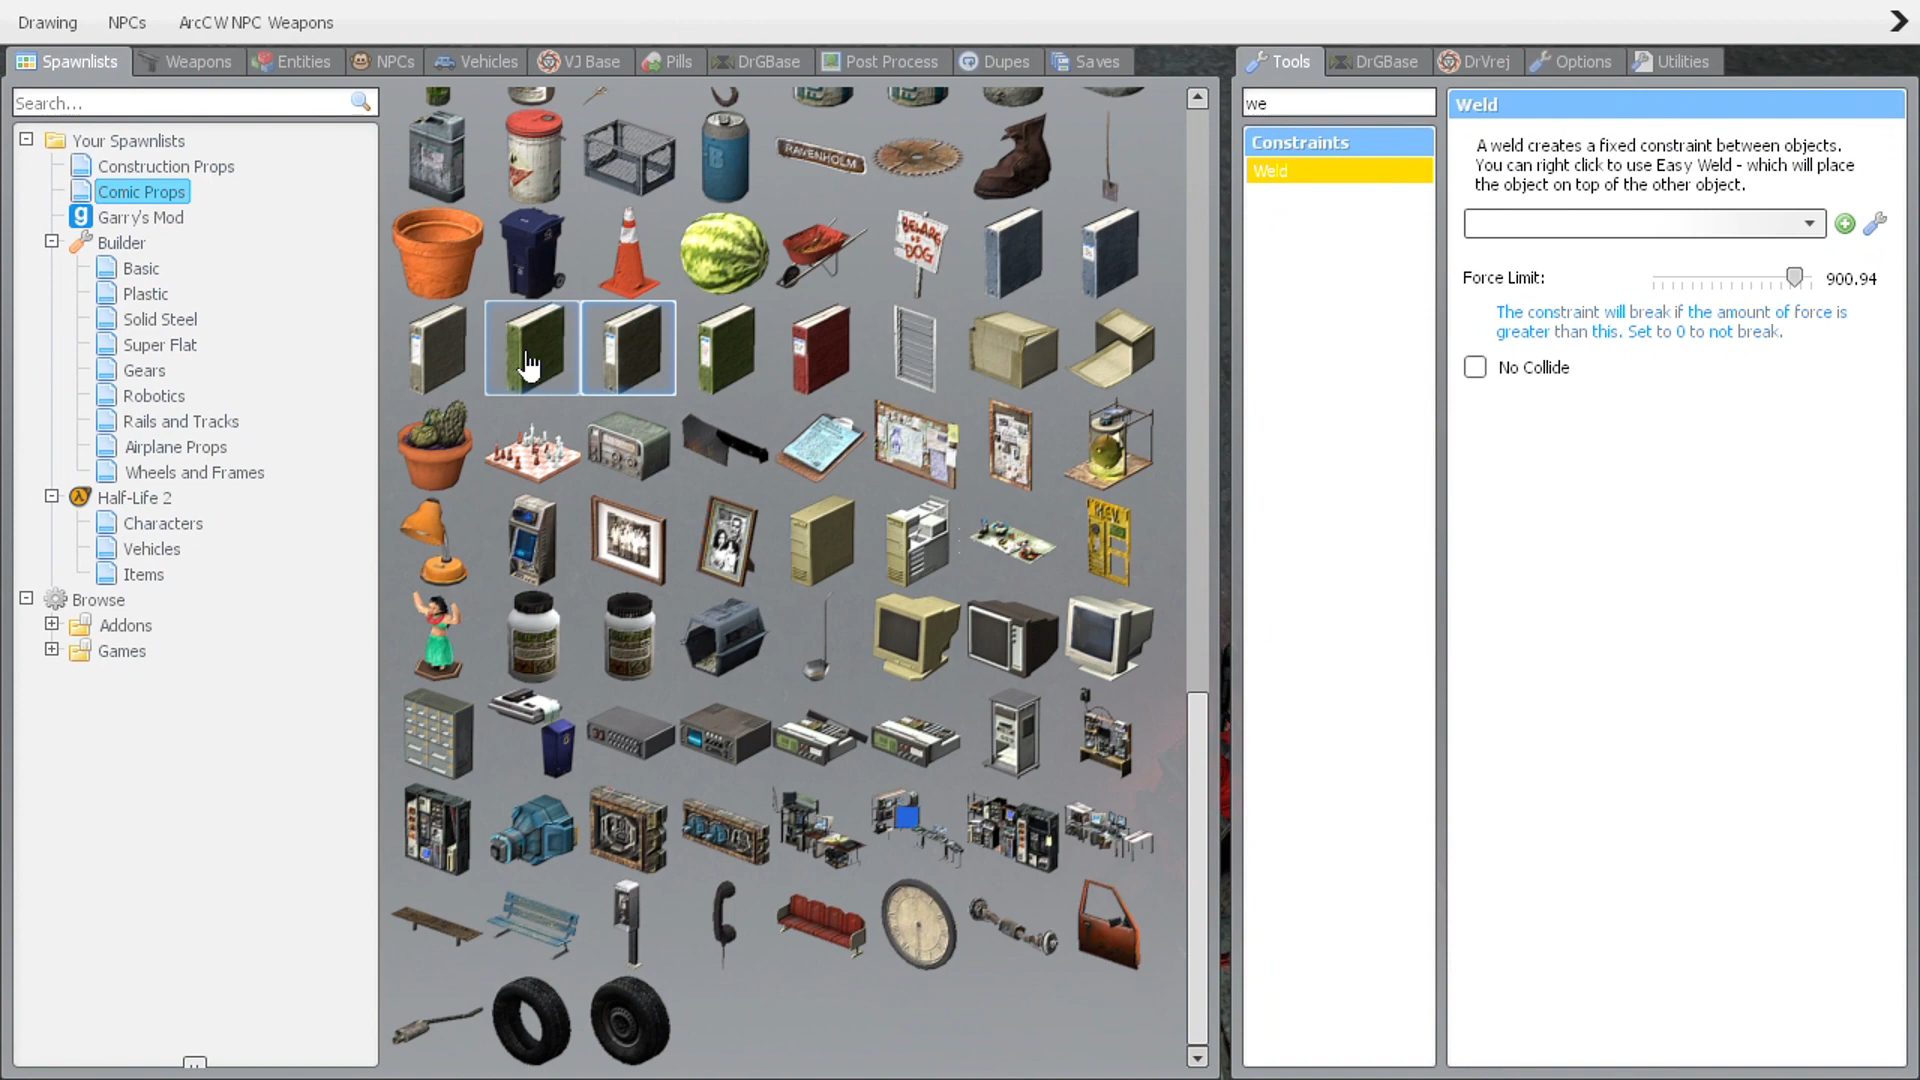 Drawing NPCs ArcCW NPC Weapons
Spawnlists Weapons Entities NPCs Vehicles VJ Base Pills DrGBase Post Process Dupes Saves
Tools DrGBase DrVrej Options Utilities
Search...
Your Spawnlists
Construction Props
Comic Props
Garry's Mod
Builder
Basic
Plastic
Solid Steel
Super Flat
Gears
Robotics
Rails and Tracks
Airplane Props
Wheels and Frames
Half-Life 2
Characters
Vehicles
Items
Browse
Addons
Games
B
RAVENHOLM
BEWARE
OF
DOG
we
Constraints
Weld
Weld
A weld creates a fixed constraint between objects.
You can right click to use Easy Weld - which will place
the object on top of the other object.
Force Limit: 900.94
The constraint will break if the amount of force is
greater than this. Set to 0 to not break.
No Collide